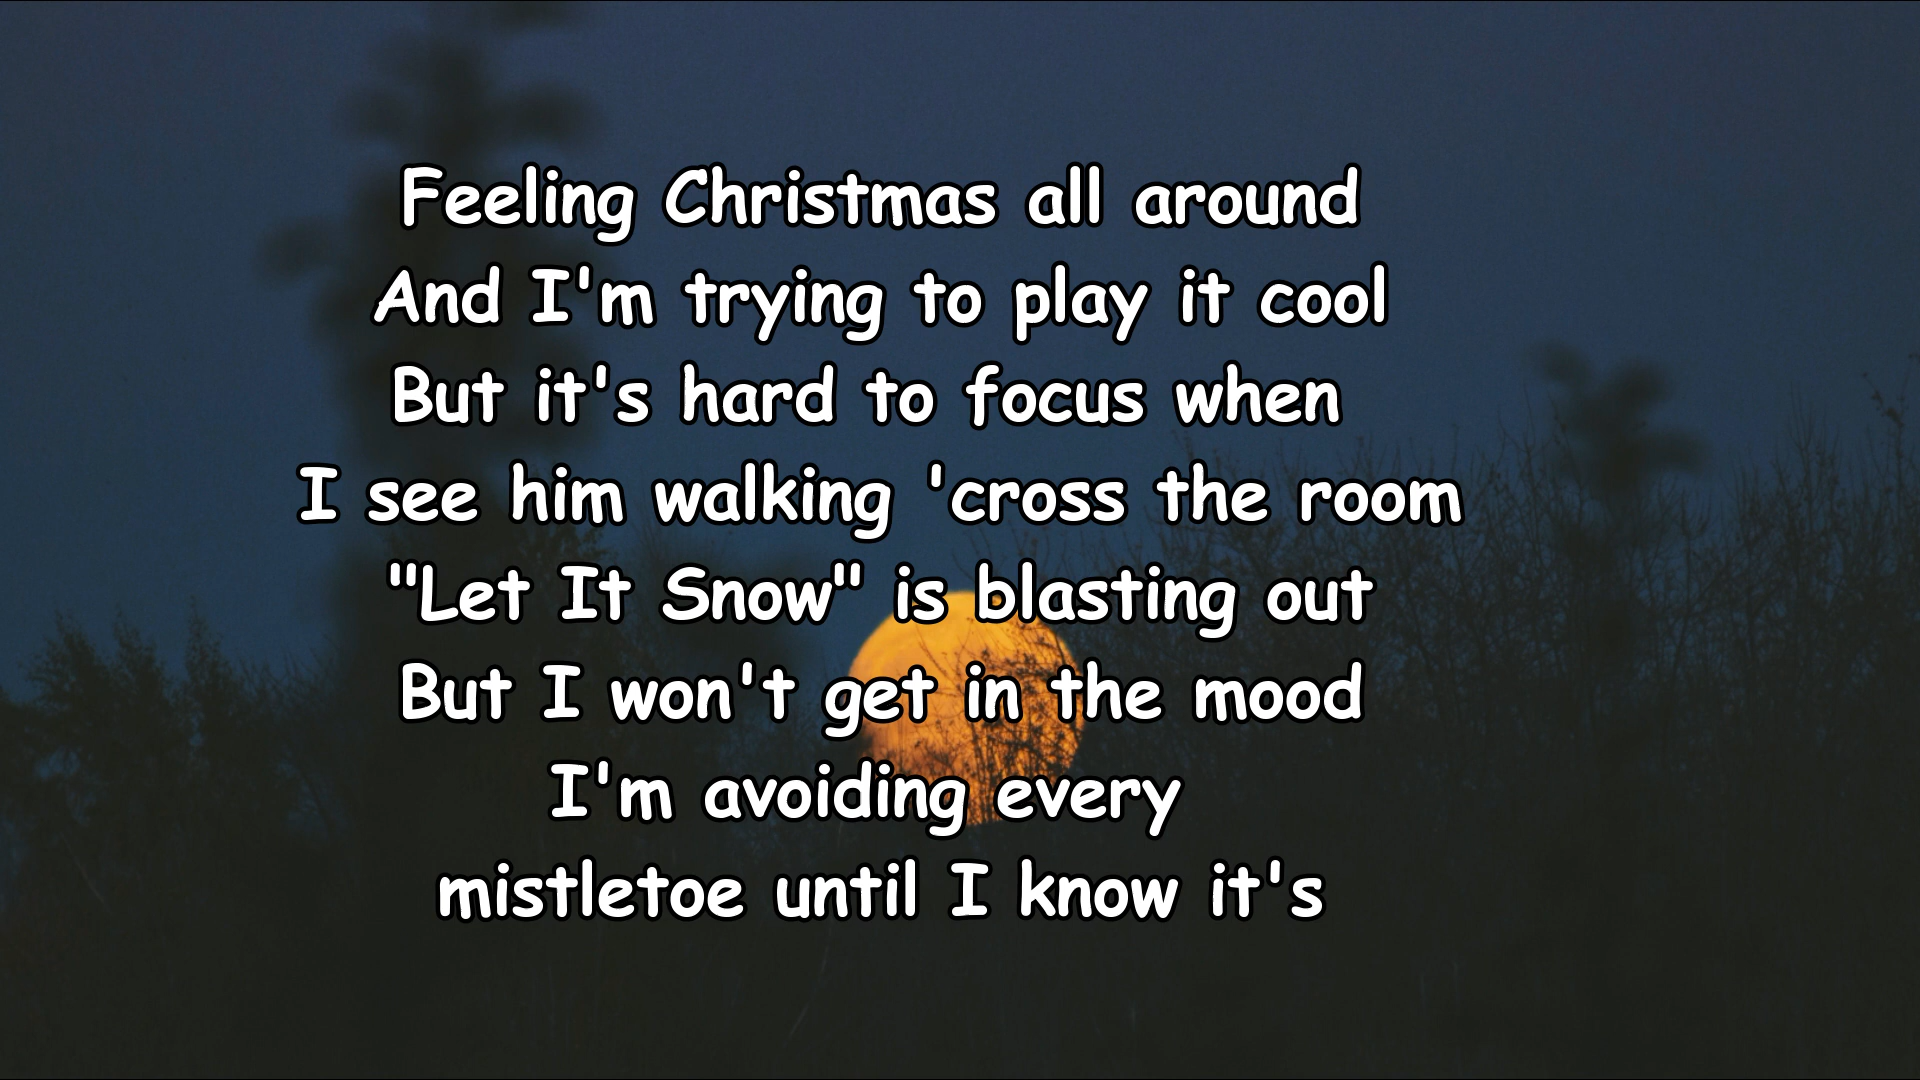 Feeling Christmas all around
And I'm trying to play it cool
But it's hard to focus when
I see him walking 'cross the room
"Let It Snow" is blasting out
But I won't get in the mood
I'm avoiding every
mistletoe until I know it's